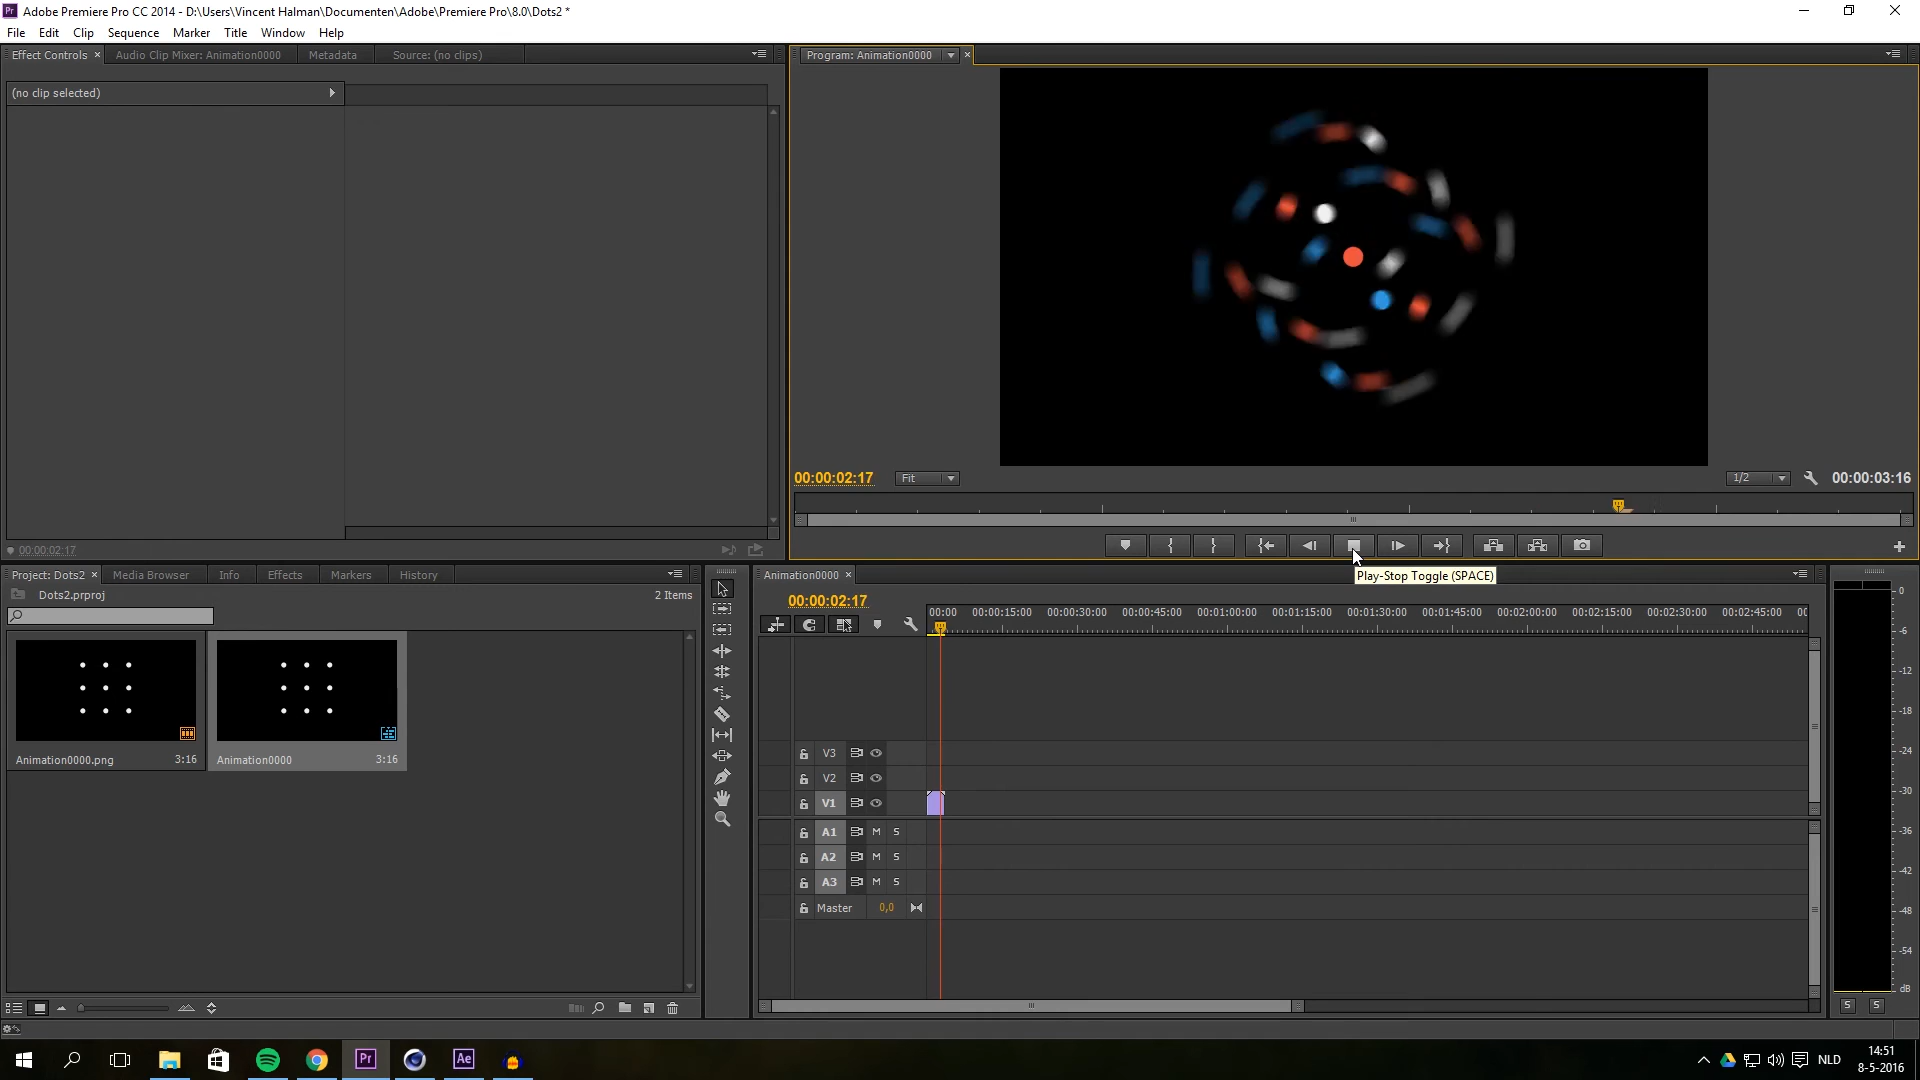 Pr Adobe Premiere Pro CC 2014 - D:\Users\Vincent Halman\Documenten\Adobe\Premiere Pro\8.0\Dots2 *
File Edit Clip Sequence Marker Title Window Help
Effect Controls × Audio Clip Mixer: Animation0000 Metadata Source: (no clips)
Program: Animation0000 ×
(no clip selected)
00:00:02:17 Fit 1/2 00:00:03:16
00:00:02:17
Play-Stop Toggle (SPACE)
Project: Dots2 × Media Browser Info Effects Markers History
Dots2.prproj 2 Items
Animation0000.png 3:16
Animation0000 3:16
Animation0000 ×
00:00:02:17
00:00 00:00:15:00 00:00:30:00 00:00:45:00 00:01:00:00 00:01:15:00 00:01:30:00 00:01:45:00 00:02:00:00 00:02:15:00 00:02:30:00 00:02:45:00 00
V3
V2
V1
A1 M S
A2 M S
A3 M S
Master 0,0
0
-6
-12
-18
-24
-30
-36
-42
-48
-54
dB
S S
Pr Ae
NLD
14:51
8-5-2016